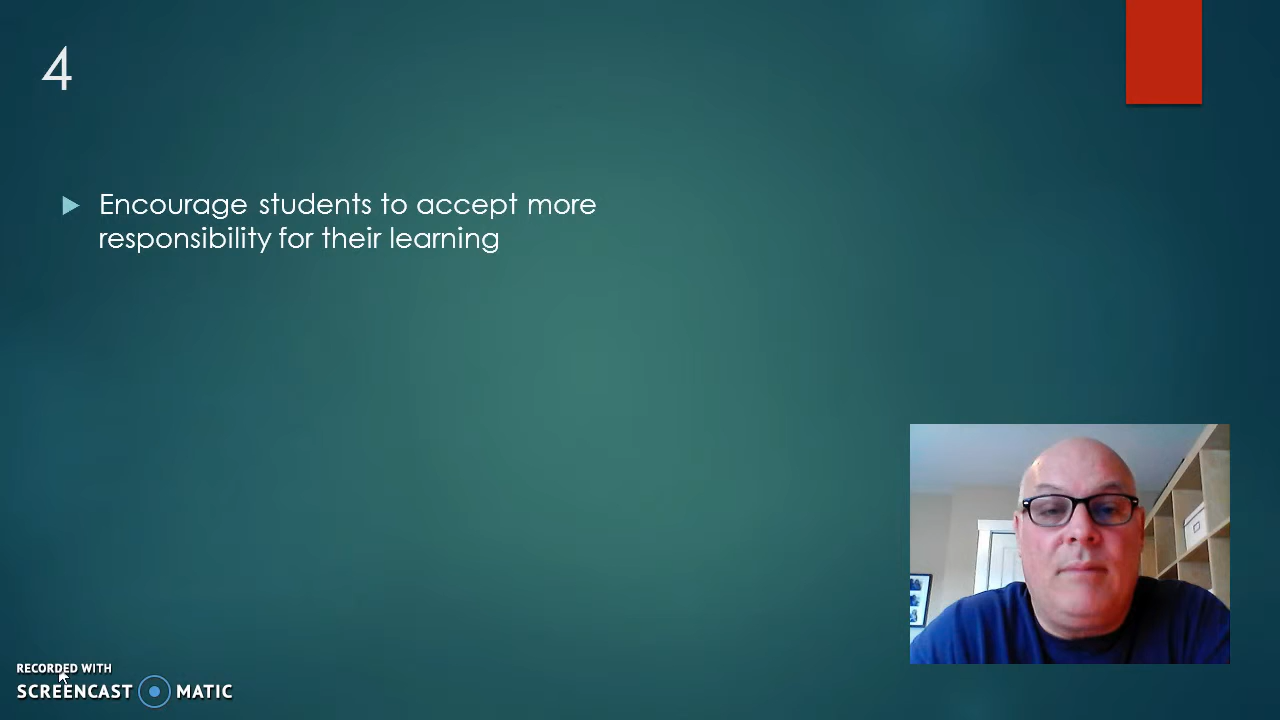 4
Encourage students to accept more
responsibility for their learning
RECORDED WITH
SCREENCAST MATIC